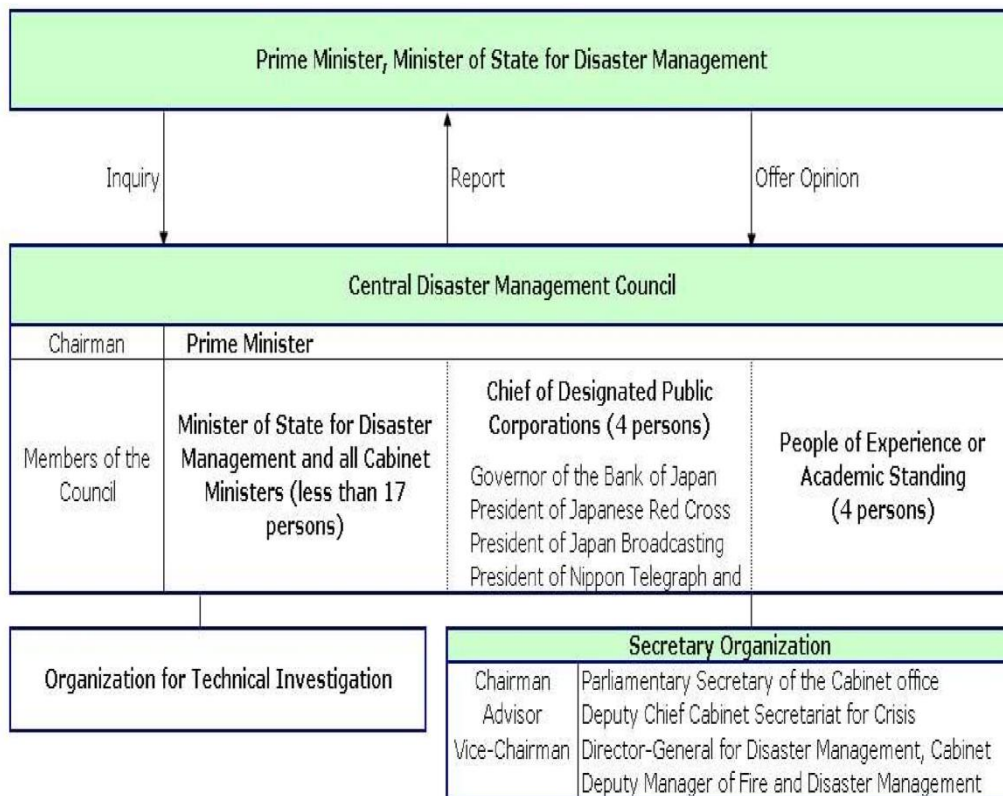 Prime Minister, Minister of State for Disaster Management
Inquiry
Report
Offer Opinion
Central Disaster Management Council
Chairman
Prime Minister
Members of the
Council
Minister of State for Disaster
Management and all Cabinet
Ministers (less than 17
persons)
Chief of Designated Public
Corporations (4 persons)
Governor of the Bank of Japan
President of Japanese Red Cross
President of Japan Broadcasting
President of Nippon Telegraph and
People of Experience or
Academic Standing
(4 persons)
Organization for Technical Investigation
Secretary Organization
Chairman
Parliamentary Secretary of the Cabinet office
Advisor
Deputy Chief Cabinet Secretariat for Crisis
Vice-Chairman
Director-General for Disaster Management, Cabinet
Deputy Manager of Fire and Disaster Management